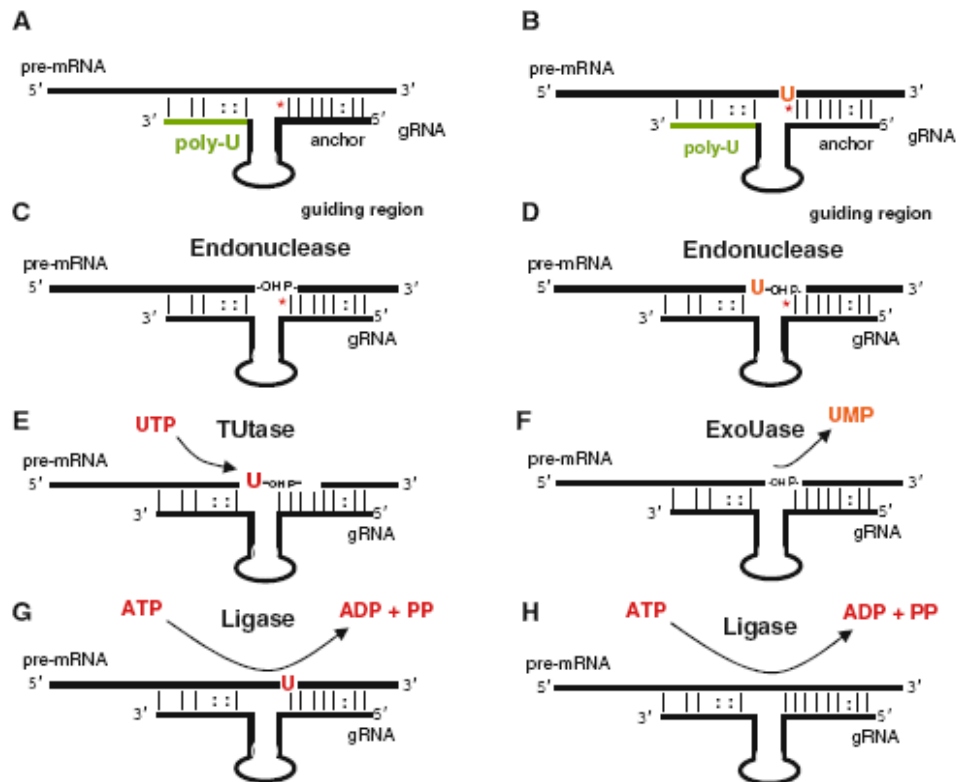 A
pre-mRNA
5′ 3′
* : : :
3′ 5′
poly-U anchor gRNA
guiding region
B
pre-mRNA
5′ U 3′
* : : :
3′ 5′
poly-U anchor gRNA
guiding region
C
Endonuclease
pre-mRNA
5′ -OH P- 3′
* : : :
3′ 5′
gRNA
D
Endonuclease
pre-mRNA
5′ U-OH P- 3′
* : : :
3′ 5′
gRNA
E
UTP TUtase
pre-mRNA
5′ U-OH P- 3′
: : :
3′ 5′
gRNA
F
ExoUase UMP
pre-mRNA
5′ -OH P- 3′
: : :
3′ 5′
gRNA
G
ATP Ligase ADP + PP
pre-mRNA
5′ U 3′
: : :
3′ 5′
gRNA
H
ATP Ligase ADP + PP
pre-mRNA
5′ 3′
: : :
3′ 5′
gRNA